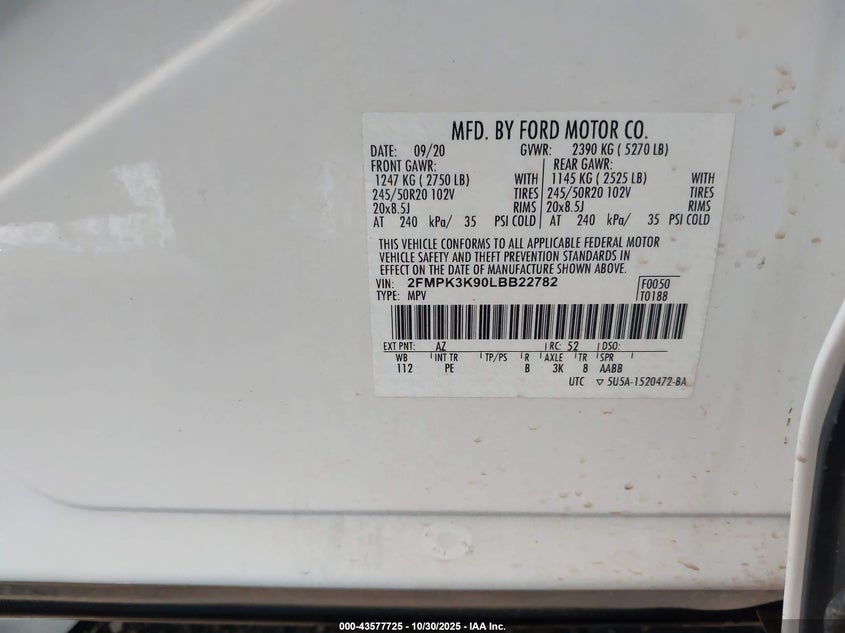 MFD. BY FORD MOTOR CO.
DATE: 09/20 GVWR: 2390 KG ( 5270 LB)
FRONT GAWR: REAR GAWR:
1247 KG ( 2750 LB) WITH 1145 KG ( 2525 LB) WITH
245/50R20 102V TIRES 245/50R20 102V TIRES
20x8.5J RIMS 20x8.5J RIMS
AT 240 kPa/ 35 PSI COLD AT 240 kPa/ 35 PSI COLD
THIS VEHICLE CONFORMS TO ALL APPLICABLE FEDERAL MOTOR
VEHICLE SAFETY AND THEFT PREVENTION STANDARDS IN
EFFECT ON THE DATE OF MANUFACTURE SHOWN ABOVE.
VIN: 2FMPK3K90LBB22782 F0050
TYPE: MPV T0188
EXT PNT: AZ RC: 52 DSO:
WB INT TR TP/PS R AXLE TR SPR
112 PE B 3K 8 AABB
UTC ▽ 5U5A-1520472-BA
000-43577725 - 10/30/2025 - IAA Inc.